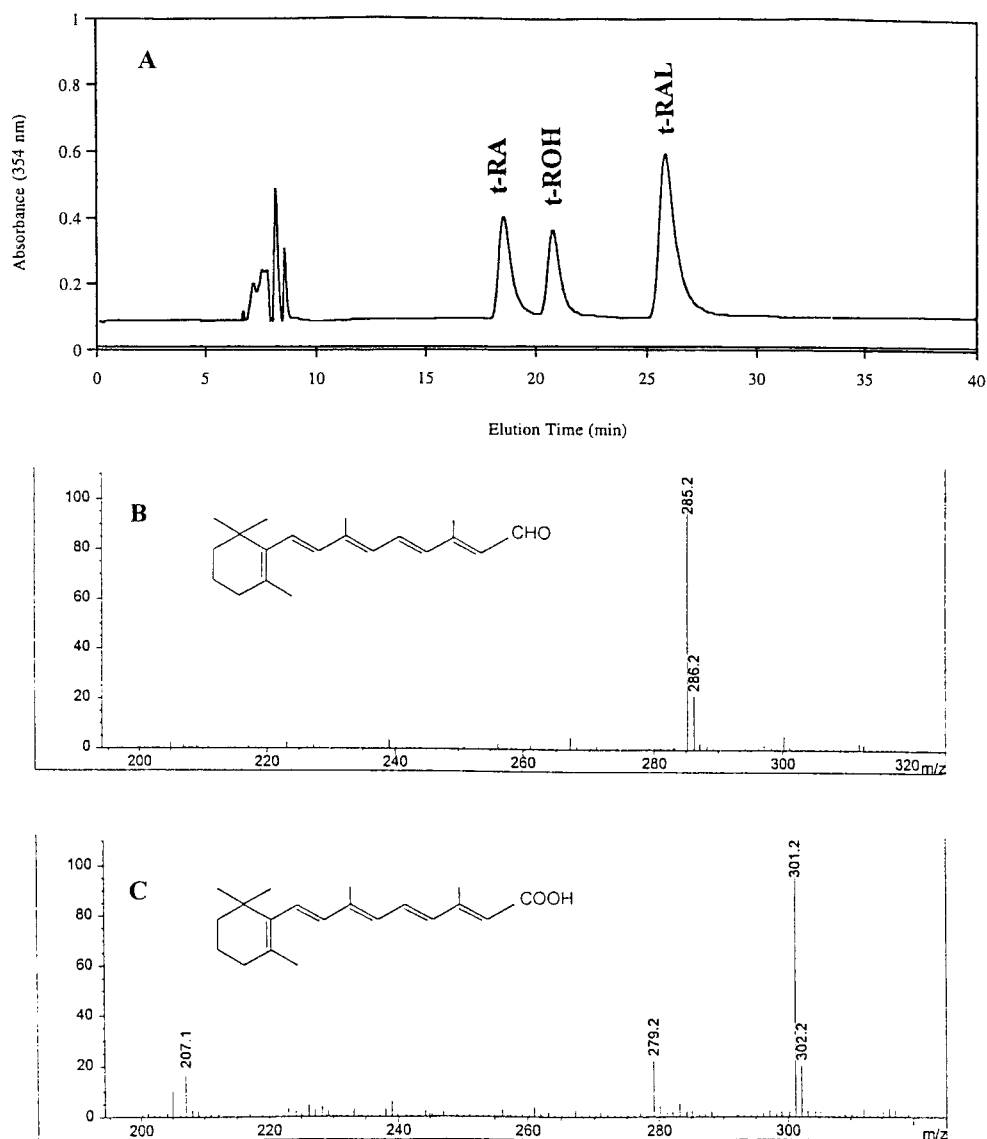 1
A
0.8
0.6
0.4
0.2
0
Absorbance (354 nm)
t-RA
t-ROH
t-RAL
0 5 10 15 20 25 30 35 40
Elution Time (min)
B
100
80
60
40
20
0
CHO
285.2
286.2
200 220 240 260 280 300 320 m/z
C
100
80
60
40
20
0
COOH
207.1
279.2
301.2
302.2
200 220 240 260 280 300 m/z